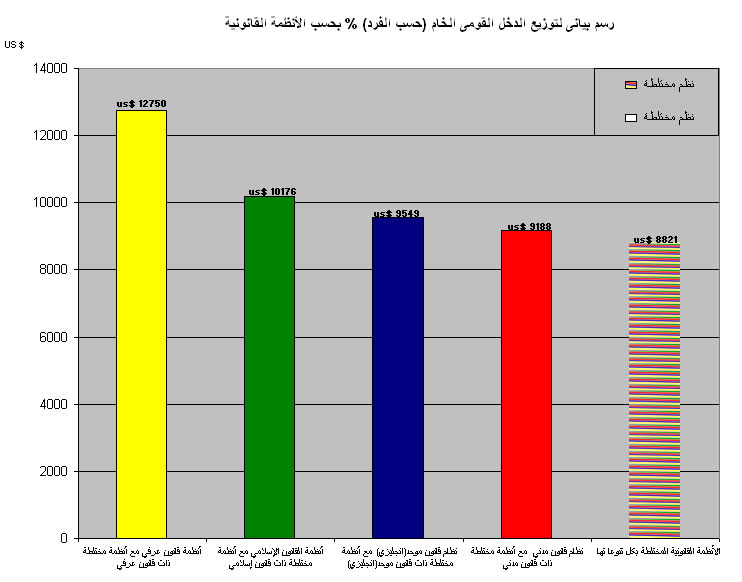 رسم بياني لتوزيع الدخل القومي الخام (حسب الفرد) % بحسب الأنظمة القانونية
US $
نظم مختلطة
نظم مختلطة
14000
12000
10000
8000
6000
4000
2000
0
us$ 12750
us$ 10176
us$ 9549
us$ 9188
us$ 8821
أنظمة قانون عرفي مع أنظمة مختلطة
ذات قانون عرفي
أنظمة القانون الإسلامي مع أنظمة
مختلطة ذات قانون إسلامي
نظام قانون موحد(انجليزي) مع أنظمة
مختلطة ذات قانون موحد(انجليزي)
نظام قانون مدني مع أنظمة مختلطة
ذات قانون مدني
الأنظمة القانونية المختلطة بكل تنوعاتها